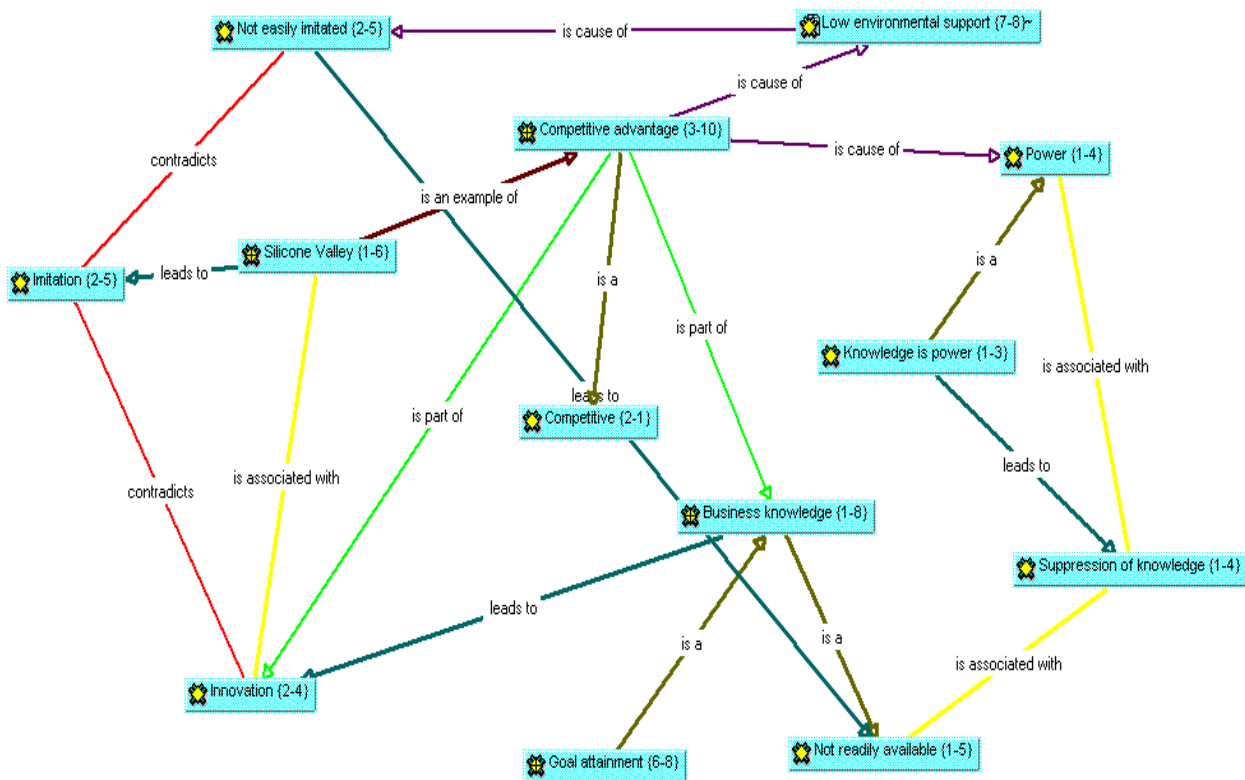 Not easily imitated {2-5}
is cause of
Low environmental support {7-8}~
is cause of
Competitive advantage {3-10}
is cause of
Power {1-4}
contradicts
is an example of
Silicone Valley {1-6}
Imitation {2-5}
leads to
is a
is a
is part of
Knowledge is power {1-3}
is associated with
leads to
Competitive {2-1}
is part of
leads to
is associated with
contradicts
Business knowledge {1-8}
Suppression of knowledge {1-4}
leads to
is a
is a
is associated with
Innovation {2-4}
Not readily available {1-5}
Goal attainment {6-8}